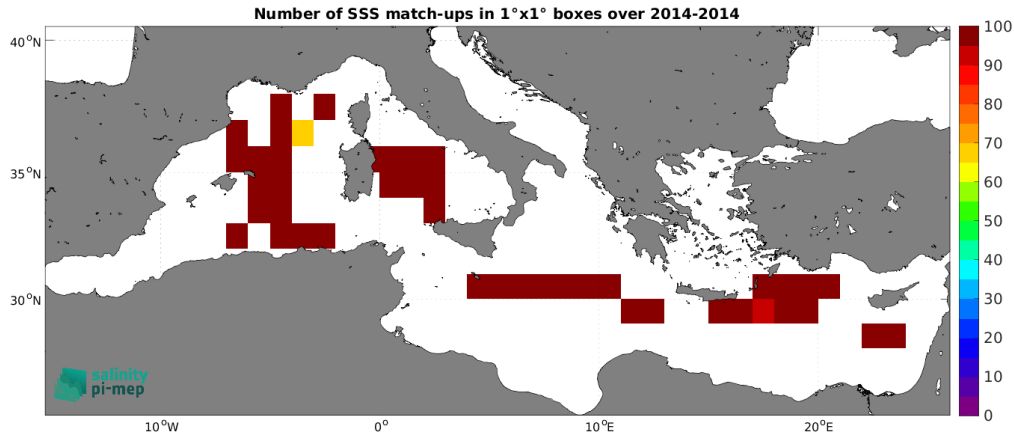 Number of SSS match-ups in 1°x1° boxes over 2014-2014
40°N
35°N
30°N
10°W
0°
10°E
20°E
100
90
80
70
60
50
40
30
20
10
0
salinity
pi-mep